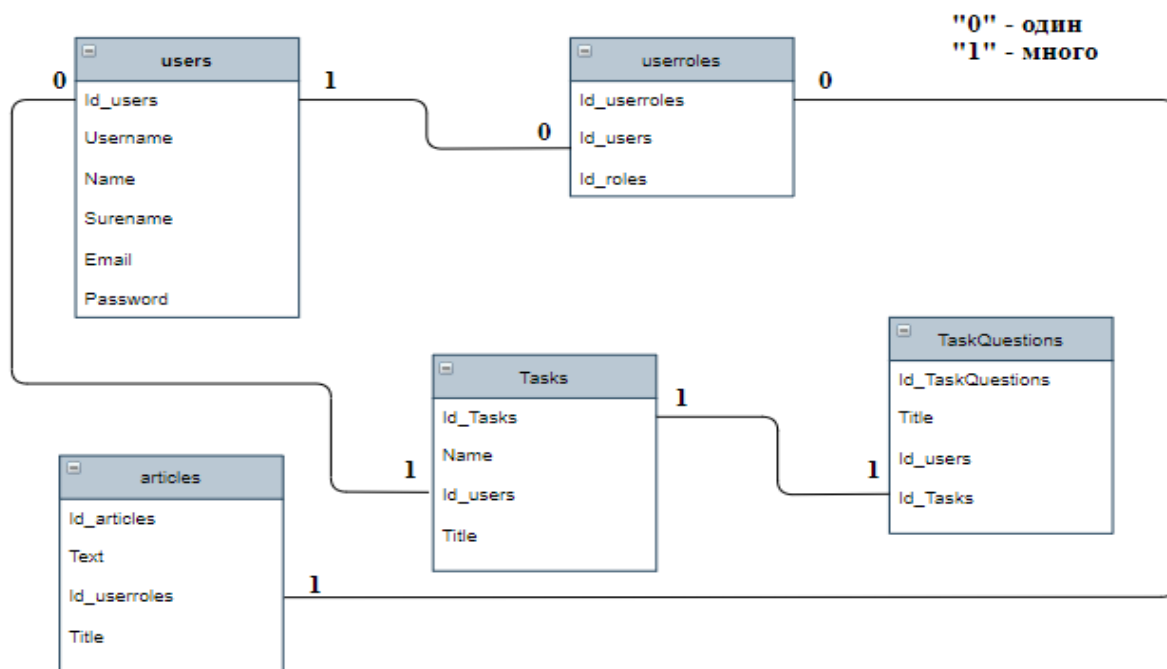 "0" - один
"1" - много
users
Id_users
Username
Name
Surename
Email
Password
0
1
userroles
Id_userroles
Id_users
Id_roles
0
0
Tasks
Id_Tasks
Name
Id_users
Title
1
1
TaskQuestions
Id_TaskQuestions
Title
Id_users
Id_Tasks
1
articles
Id_articles
Text
Id_userroles
Title
1